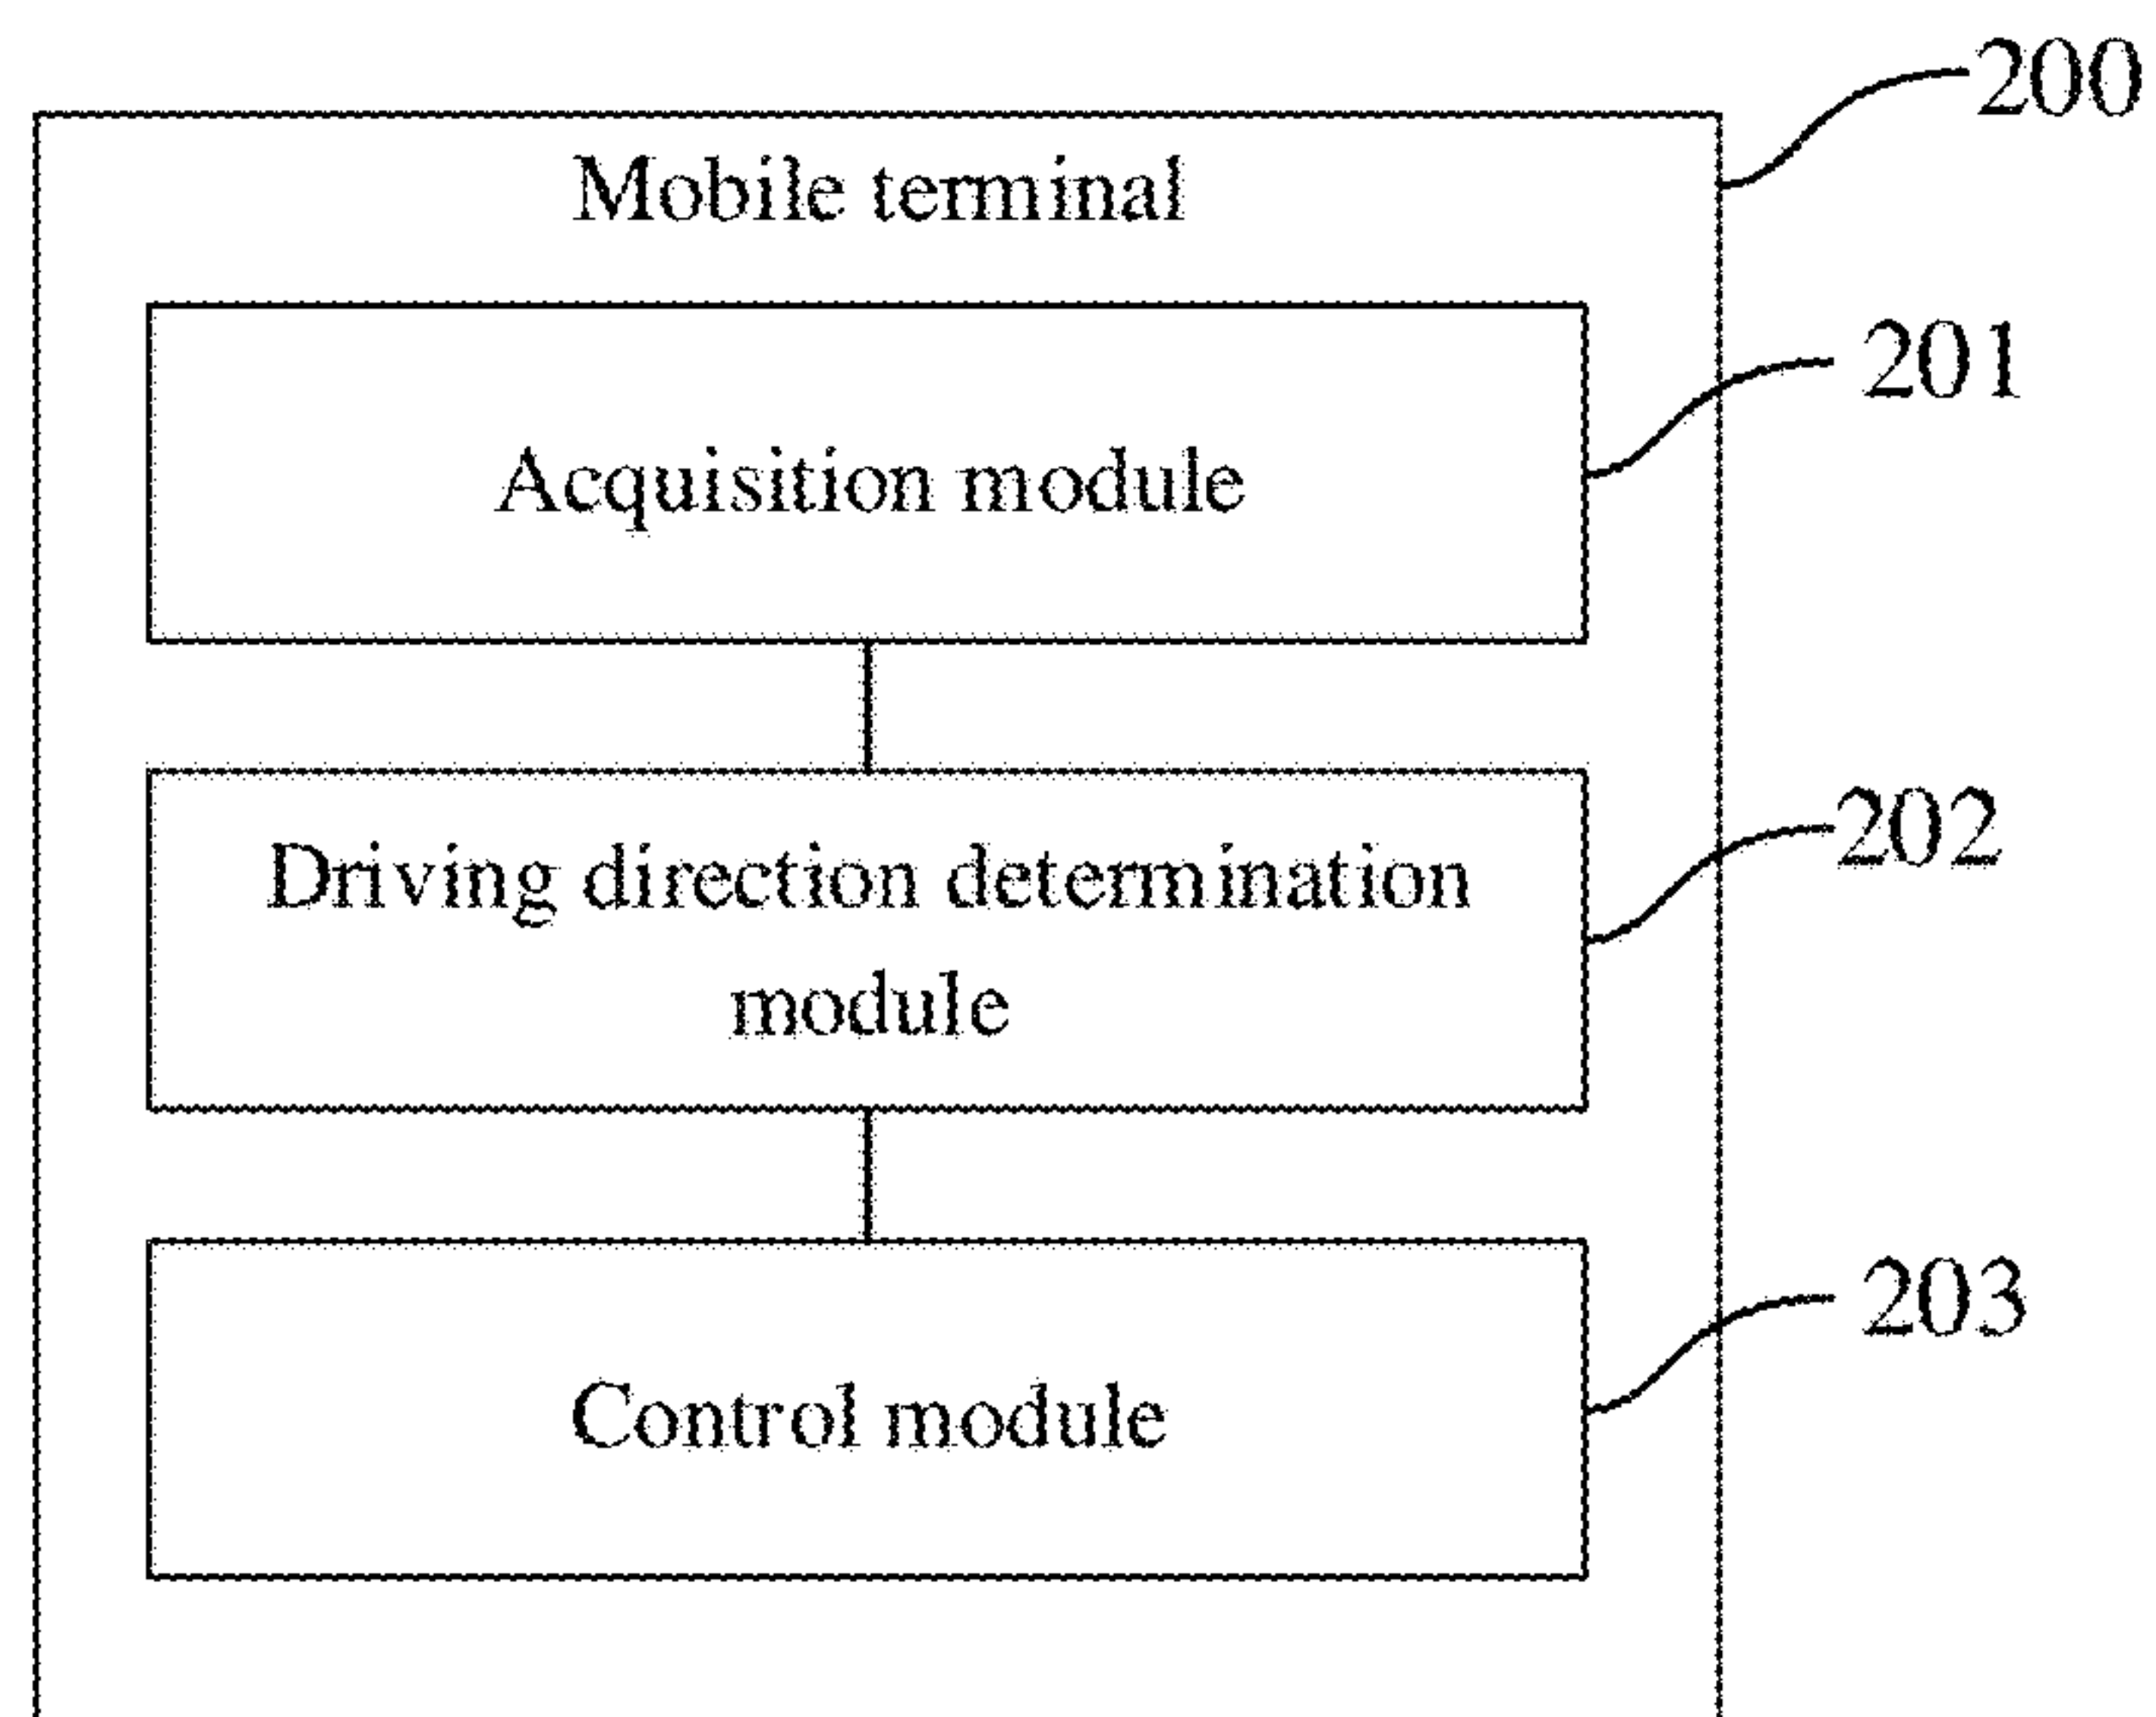 200
Mobile terminal
201
Acquisition module
202
Driving direction determination
module
203
Control module